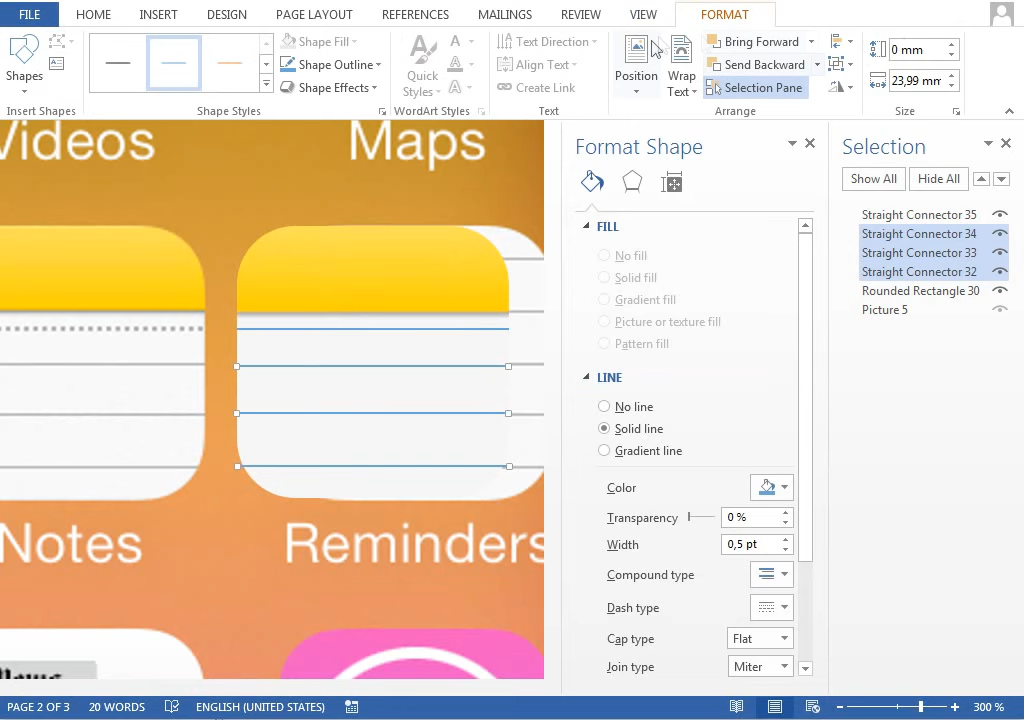 FILE HOME INSERT DESIGN PAGE LAYOUT REFERENCES MAILINGS REVIEW VIEW FORMAT
Shapes
Insert Shapes
Shape Fill
Shape Outline
Shape Effects
Shape Styles
Quick
Styles
A
A
A
A
WordArt Styles
Text Direction
Align Text
Create Link
Text
Position
Wrap
Text
Bring Forward
Send Backward
Selection Pane
Arrange
0 mm
23,99 mm
Size
Videos
Maps
Notes
Reminders
Format Shape
FILL
No fill
Solid fill
Gradient fill
Picture or texture fill
Pattern fill
LINE
No line
Solid line
Gradient line
Color
Transparency 0 %
Width 0,5 pt
Compound type
Dash type
Cap type Flat
Join type Miter
Selection
Show All Hide All
Straight Connector 35
Straight Connector 34
Straight Connector 33
Straight Connector 32
Rounded Rectangle 30
Picture 5
PAGE 2 OF 3 20 WORDS ENGLISH (UNITED STATES) 300 %